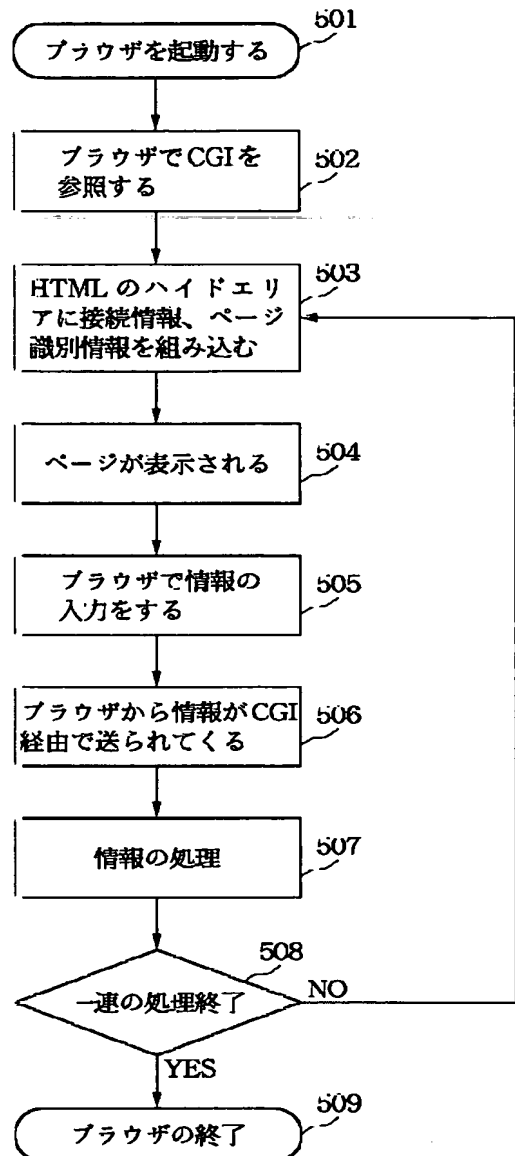 501
ブラウザを起動する
ブラウザでCGIを
参照する
502
503
HTMLのハイドエリ
アに接続情報、ページ
識別情報を組み込む
ページが表示される
504
ブラウザで情報の
入力をする
505
ブラウザから情報がCGI
経由で送られてくる
506
情報の処理
507
508
一連の処理終了
NO
YES
509
ブラウザの終了